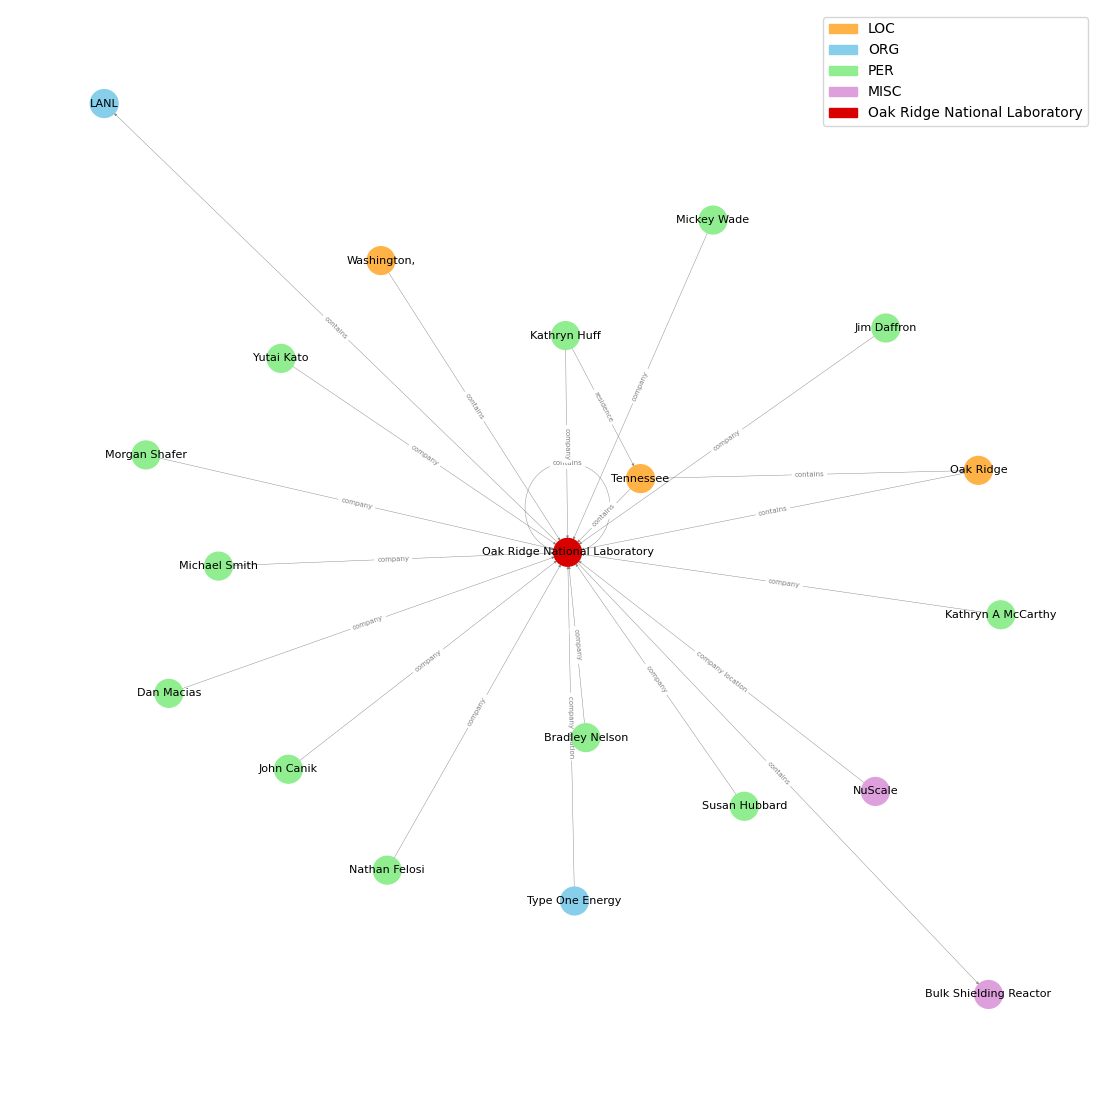 LOC
ORG
PER
MISC
Oak Ridge National Laboratory
LANL
Mickey Wade
Washington,
contains
Jim Daffron
Kathryn Huff
Yutai Kato
company
residence
contains
company
company
company
Morgan Shafer
company
contains
Oak Ridge
contains
Tennessee
company
contains
contains
Oak Ridge National Laboratory
company
Michael Smith
company
Kathryn A McCarthy
company
company
company
company location
company
Dan Macias
company
company location
Bradley Nelson
John Canik
contains
NuScale
Susan Hubbard
Nathan Felosi
Type One Energy
Bulk Shielding Reactor